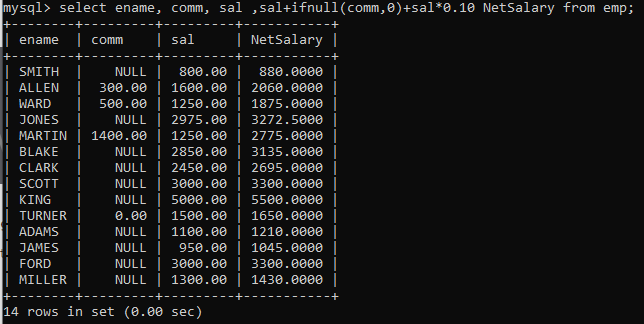 mysql> select ename, comm, sal ,sal+ifnull(comm,0)+sal*0.10 NetSalary from emp;
+--------+---------+---------+-----------+
| ename  | comm    | sal     | NetSalary |
+--------+---------+---------+-----------+
| SMITH  |    NULL |  800.00 |  880.0000 |
| ALLEN  |  300.00 | 1600.00 | 2060.0000 |
| WARD   |  500.00 | 1250.00 | 1875.0000 |
| JONES  |    NULL | 2975.00 | 3272.5000 |
| MARTIN | 1400.00 | 1250.00 | 2775.0000 |
| BLAKE  |    NULL | 2850.00 | 3135.0000 |
| CLARK  |    NULL | 2450.00 | 2695.0000 |
| SCOTT  |    NULL | 3000.00 | 3300.0000 |
| KING   |    NULL | 5000.00 | 5500.0000 |
| TURNER |    0.00 | 1500.00 | 1650.0000 |
| ADAMS  |    NULL | 1100.00 | 1210.0000 |
| JAMES  |    NULL |  950.00 | 1045.0000 |
| FORD   |    NULL | 3000.00 | 3300.0000 |
| MILLER |    NULL | 1300.00 | 1430.0000 |
+--------+---------+---------+-----------+
14 rows in set (0.00 sec)